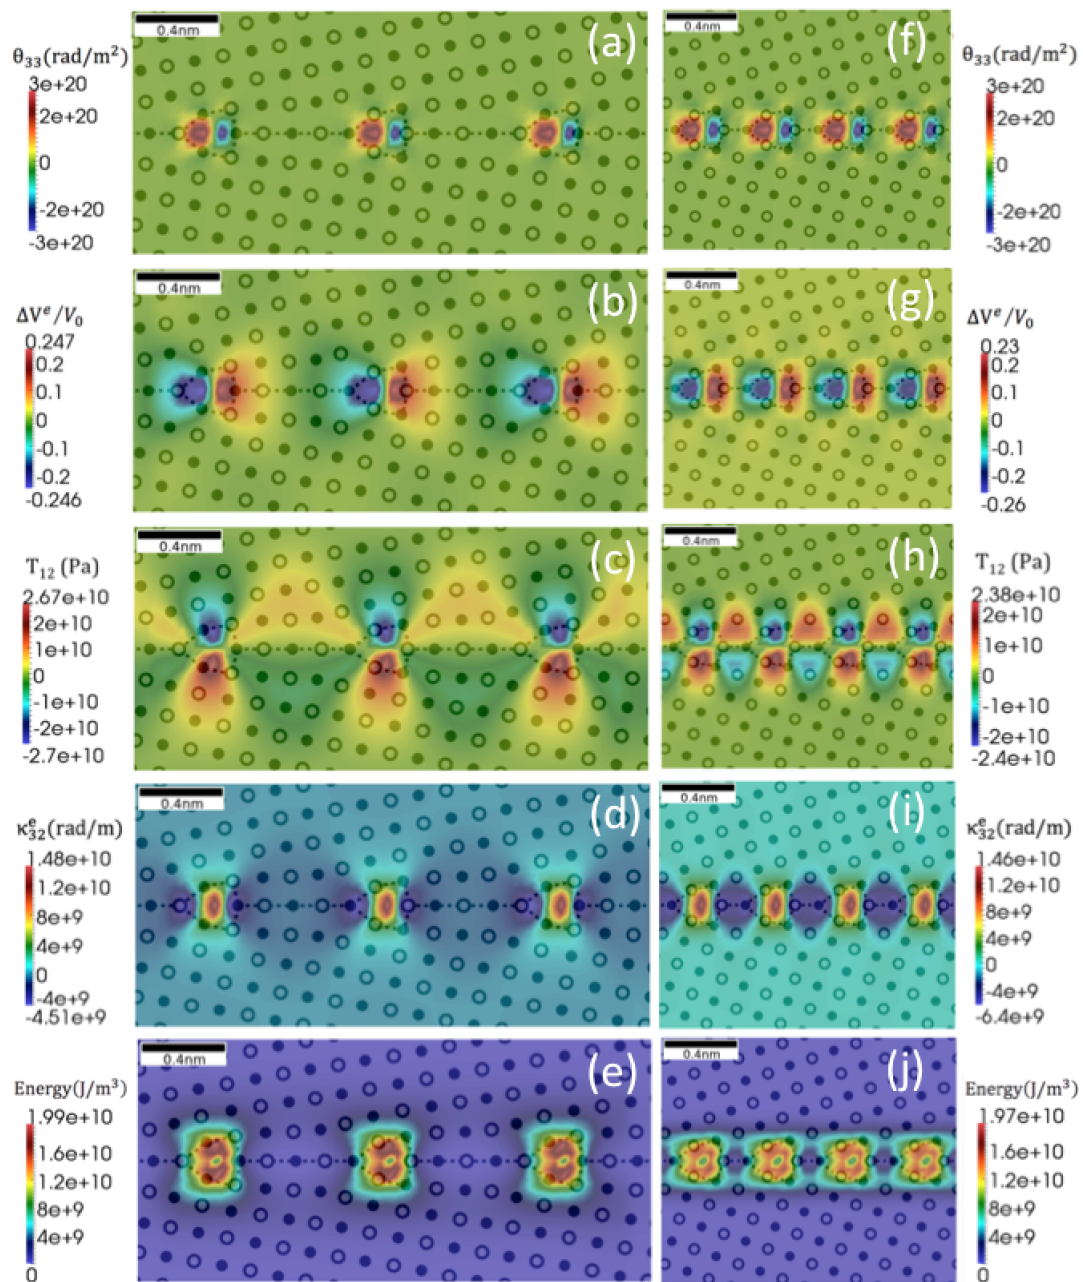 0.4nm
(a)
θ33(rad/m²)
3e+20
2e+20
0
-2e+20
-3e+20
0.4nm
(f)
θ33(rad/m²)
3e+20
2e+20
0
-2e+20
-3e+20
0.4nm
(b)
ΔVᵉ/V₀
0.247
0.2
0.1
0
-0.1
-0.2
-0.246
0.4nm
(g)
ΔVᵉ/V₀
0.23
0.2
0.1
0
-0.1
-0.2
-0.26
0.4nm
(c)
T12 (Pa)
2.67e+10
2e+10
1e+10
0
-1e+10
-2e+10
-2.7e+10
0.4nm
(h)
T12 (Pa)
2.38e+10
2e+10
1e+10
0
-1e+10
-2e+10
-2.4e+10
0.4nm
(d)
κᵉ32(rad/m)
1.48e+10
1.2e+10
8e+9
4e+9
0
-4e+9
-4.51e+9
0.4nm
(i)
κᵉ32(rad/m)
1.46e+10
1.2e+10
8e+9
4e+9
0
-4e+9
-6.4e+9
0.4nm
(e)
Energy(J/m³)
1.99e+10
1.6e+10
1.2e+10
8e+9
4e+9
0
0.4nm
(j)
Energy(J/m³)
1.97e+10
1.6e+10
1.2e+10
8e+9
4e+9
0